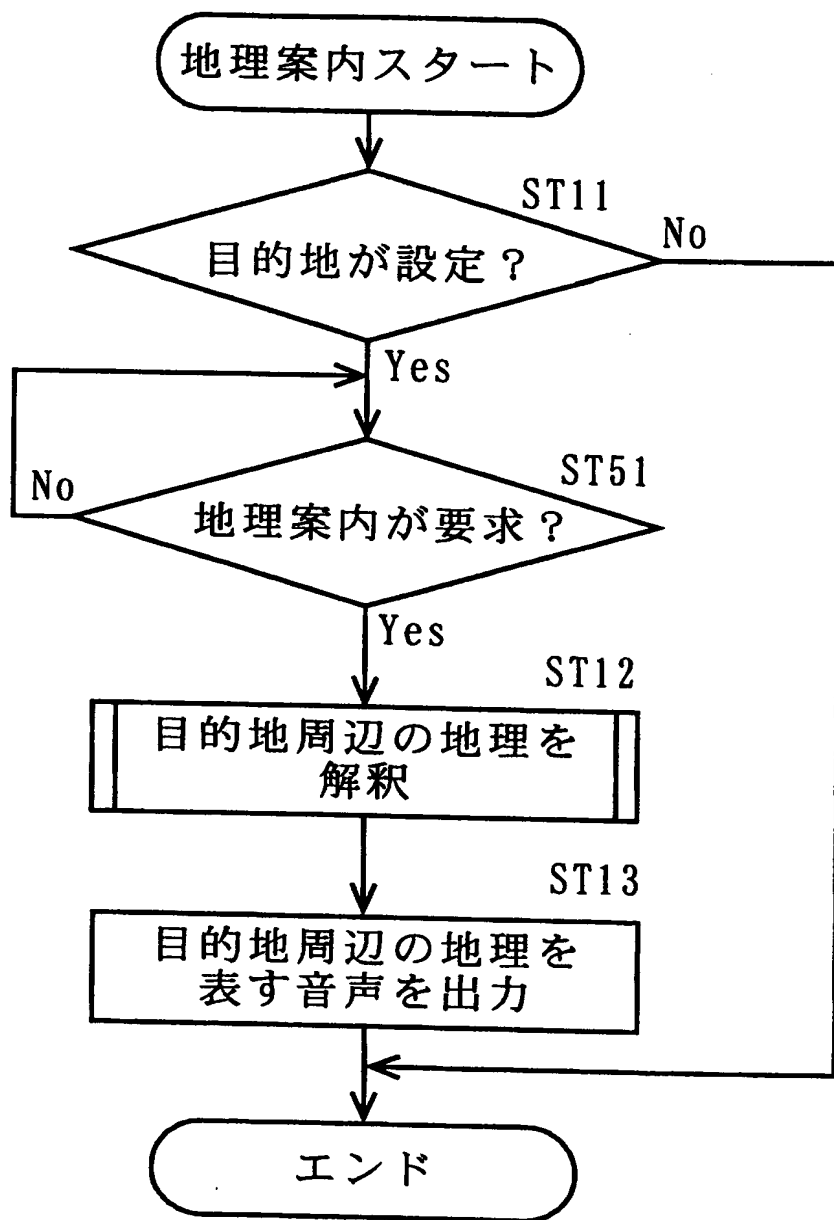 地理案内スタート
ST11
目的地が設定？
No
Yes
ST51
No
地理案内が要求？
Yes
ST12
目的地周辺の地理を
解釈
ST13
目的地周辺の地理を
表す音声を出力
エンド